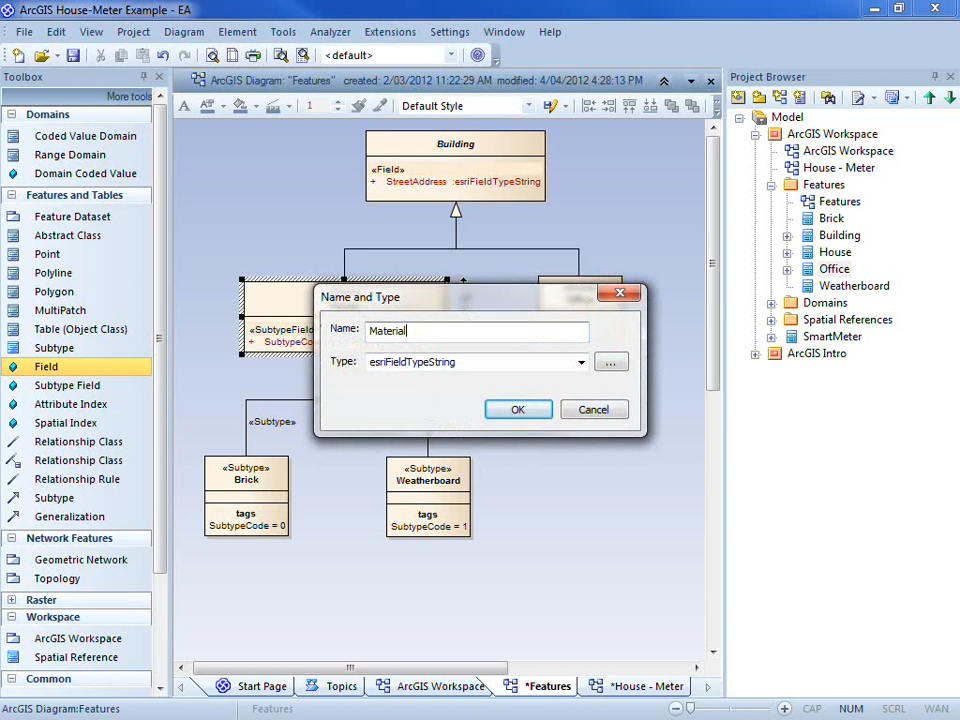 ArcGIS House-Meter Example - EA
File Edit View Project Diagram Element Tools Analyzer Extensions Settings Window Help
<default>
Toolbox
More tools
Domains
Coded Value Domain
Range Domain
Domain Coded Value
Features and Tables
Feature Dataset
Abstract Class
Point
Polyline
Polygon
MultiPatch
Table (Object Class)
Subtype
Field
Subtype Field
Attribute Index
Spatial Index
Relationship Class
Relationship Class
Relationship Rule
Subtype
Generalization
Network Features
Geometric Network
Topology
Raster
Workspace
ArcGIS Workspace
Spatial Reference
Common
ArcGIS Diagram: "Features" created: 2/03/2012 11:22:29 AM modified: 4/04/2012 4:28:13 PM
1 Default Style
Building
«Field»
+ StreetAddress :esriFieldTypeString
«SubtypeField
+ SubtypeCo
Name and Type
Name: Material
Type: esriFieldTypeString
...
OK Cancel
«Subtype»
«Subtype»
Brick
tags
SubtypeCode = 0
«Subtype»
Weatherboard
tags
SubtypeCode = 1
Start Page Topics ArcGIS Workspace *Features *House - Meter
Project Browser
Model
ArcGIS Workspace
ArcGIS Workspace
House - Meter
Features
Features
Brick
Building
House
Office
Weatherboard
Domains
Spatial References
SmartMeter
ArcGIS Intro
ArcGIS Diagram:Features Features CAP NUM SCRL WAN